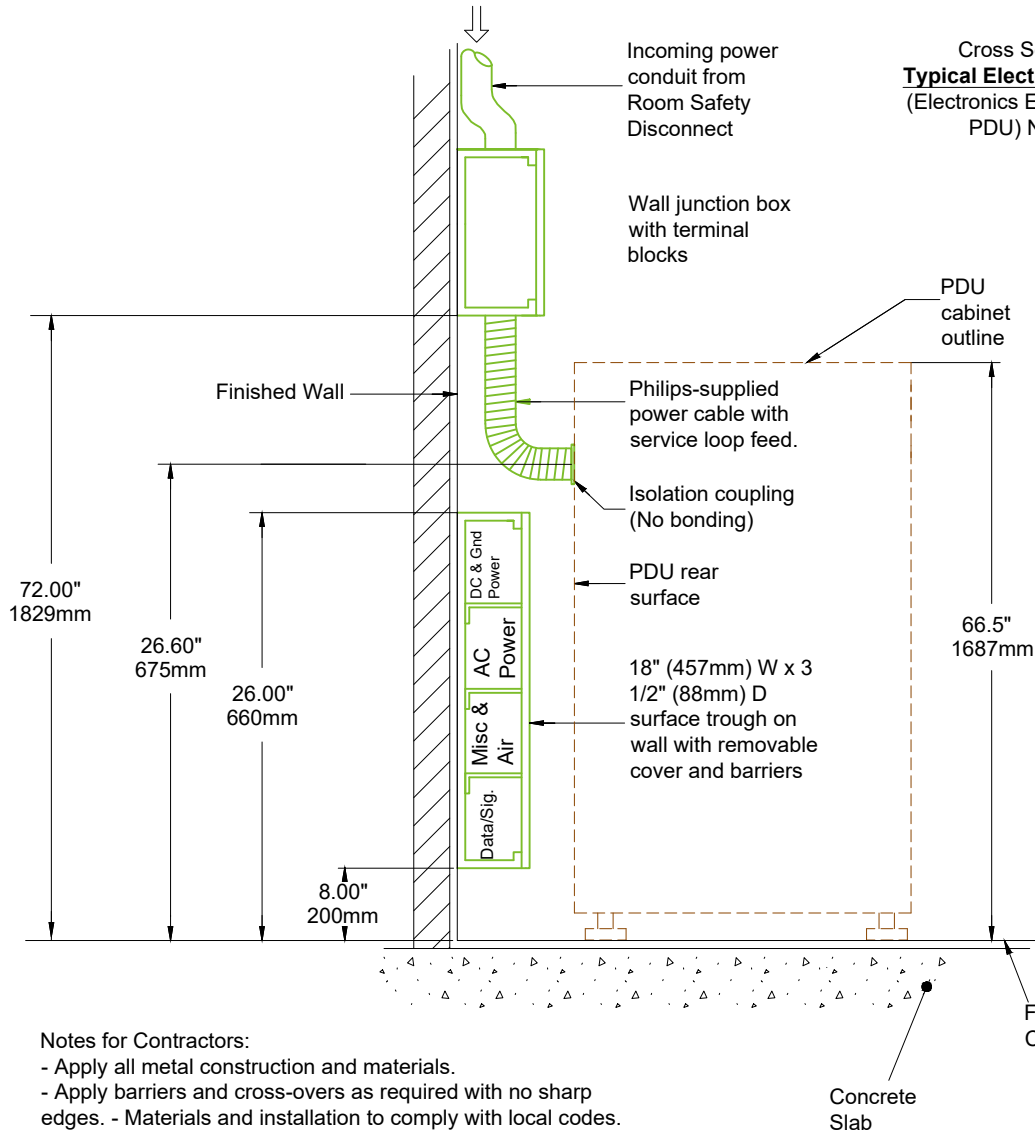 Incoming power
conduit from
Room Safety
Disconnect
Cross S
Typical Elect
(Electronics E
PDU) N
Wall junction box
with terminal
blocks
PDU
cabinet
outline
Finished Wall
Philips-supplied
power cable with
service loop feed.
Isolation coupling
(No bonding)
DC & Gnd
Power
PDU rear
surface
72.00"
1829mm
26.60"
675mm
26.00"
660mm
66.5"
1687mm
AC
Power
18" (457mm) W x 3
1/2" (88mm) D
surface trough on
wall with removable
cover and barriers
Misc &
Air
Data/Sig.
8.00"
200mm
F
C
Notes for Contractors:
- Apply all metal construction and materials.
- Apply barriers and cross-overs as required with no sharp
edges. - Materials and installation to comply with local codes.
Concrete
Slab